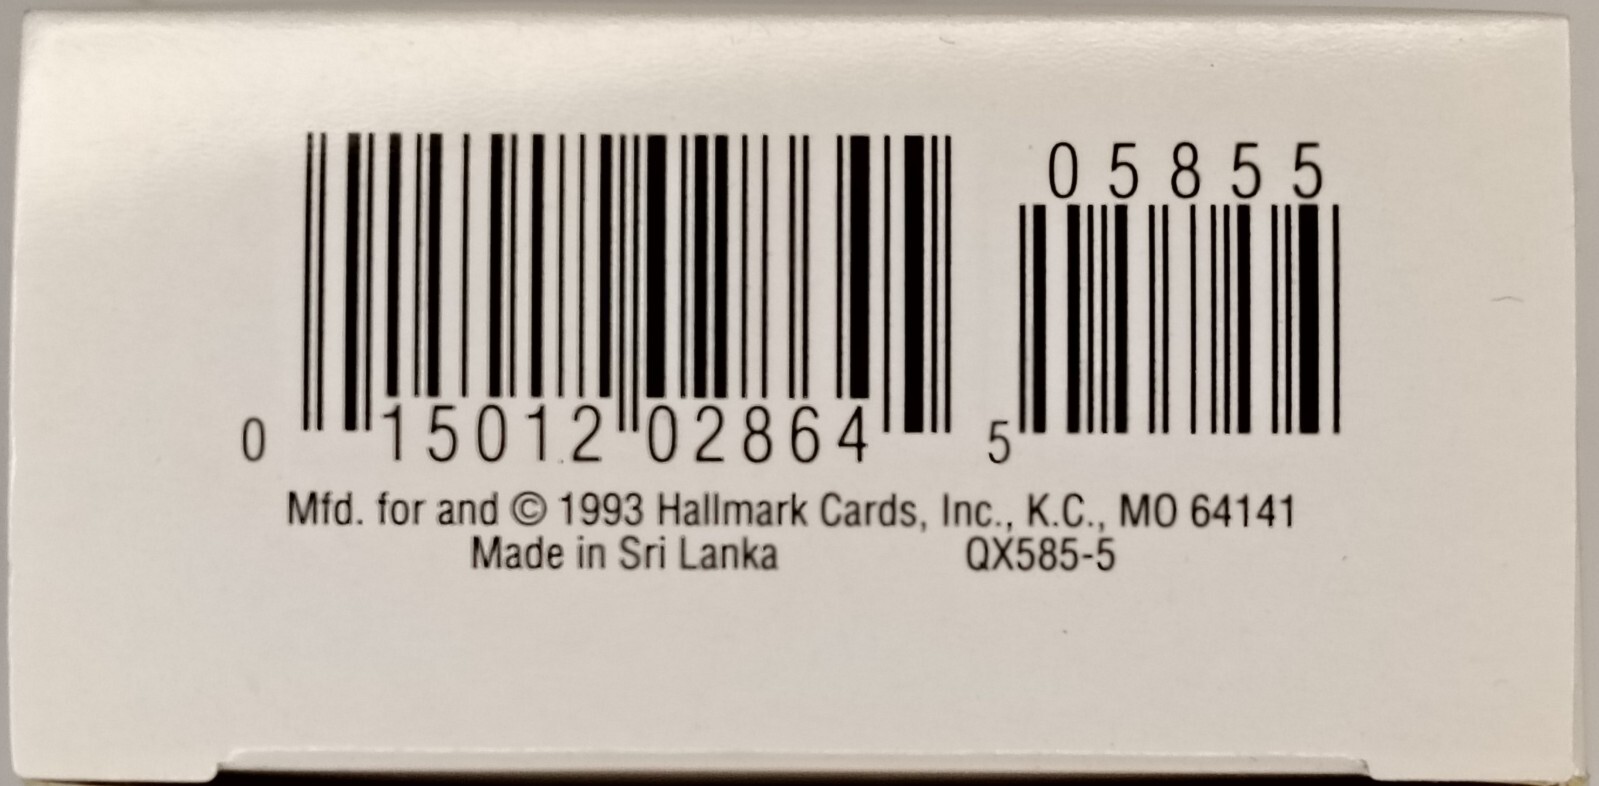 05855
0 15012 02864 5
Mfd. for and © 1993 Hallmark Cards, Inc., K.C., MO 64141
Made in Sri Lanka QX585-5